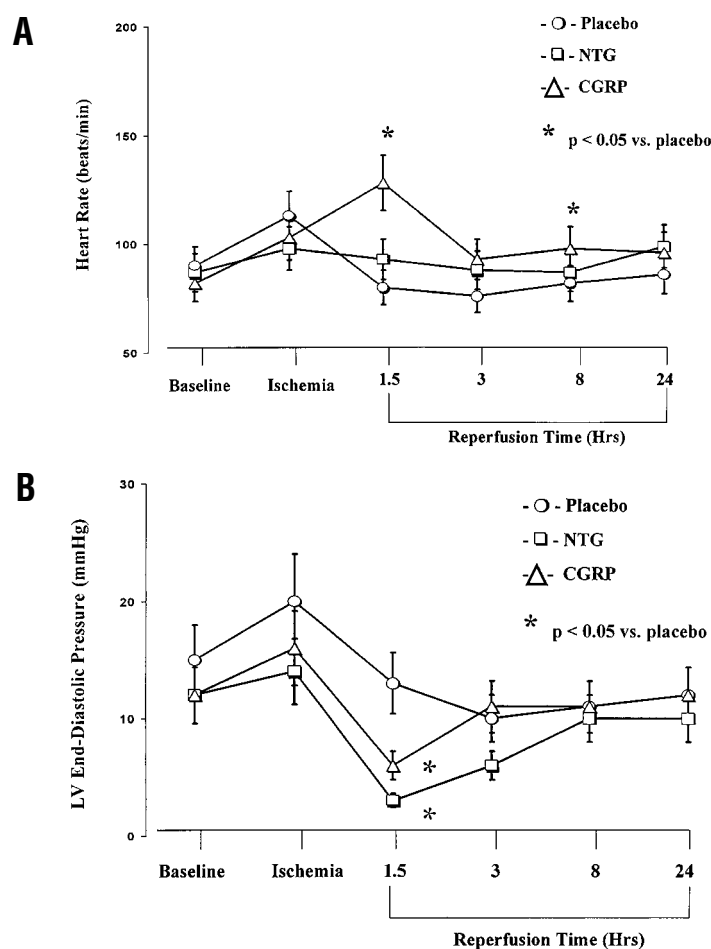 A
200
150
100
50
Heart Rate (beats/min)
- O - Placebo
- □ - NTG
- △ - CGRP
* p < 0.05 vs. placebo
*
*
Baseline Ischemia 1.5 3 8 24
Reperfusion Time (Hrs)
B
30
20
10
0
LV End-Diastolic Pressure (mmHg)
- O - Placebo
- □ - NTG
- △ - CGRP
* p < 0.05 vs. placebo
*
*
Baseline Ischemia 1.5 3 8 24
Reperfusion Time (Hrs)